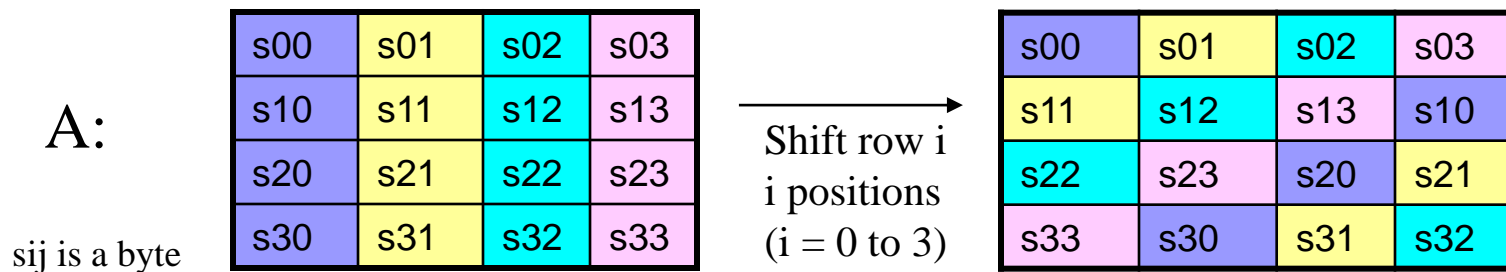 A:
sij is a byte
s00 s01 s02 s03
s10 s11 s12 s13
s20 s21 s22 s23
s30 s31 s32 s33
Shift row i
i positions
(i = 0 to 3)
s00 s01 s02 s03
s11 s12 s13 s10
s22 s23 s20 s21
s33 s30 s31 s32